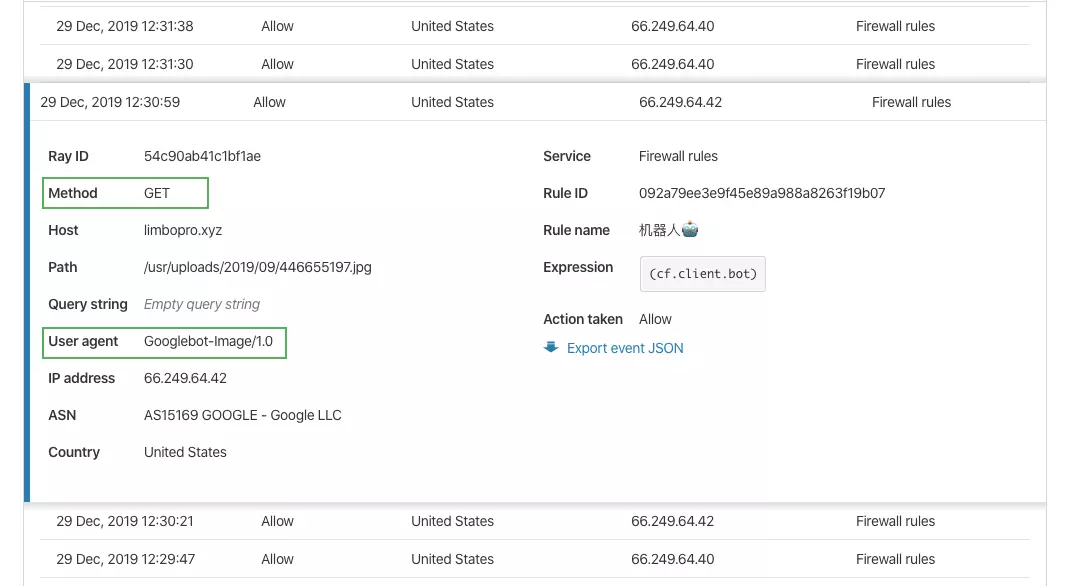 29 Dec, 2019 12:31:38 Allow United States 66.249.64.40 Firewall rules
29 Dec, 2019 12:31:30 Allow United States 66.249.64.40 Firewall rules
29 Dec, 2019 12:30:59 Allow United States 66.249.64.42 Firewall rules
Ray ID 54c90ab41c1bf1ae
Method GET
Host limbopro.xyz
Path /usr/uploads/2019/09/446655197.jpg
Query string Empty query string
User agent Googlebot-Image/1.0
IP address 66.249.64.42
ASN AS15169 GOOGLE - Google LLC
Country United States
Service Firewall rules
Rule ID 092a79ee3e9f45e89a988a8263f19b07
Rule name 机器人🤖
Expression (cf.client.bot)
Action taken Allow
Export event JSON
29 Dec, 2019 12:30:21 Allow United States 66.249.64.42 Firewall rules
29 Dec, 2019 12:29:47 Allow United States 66.249.64.40 Firewall rules